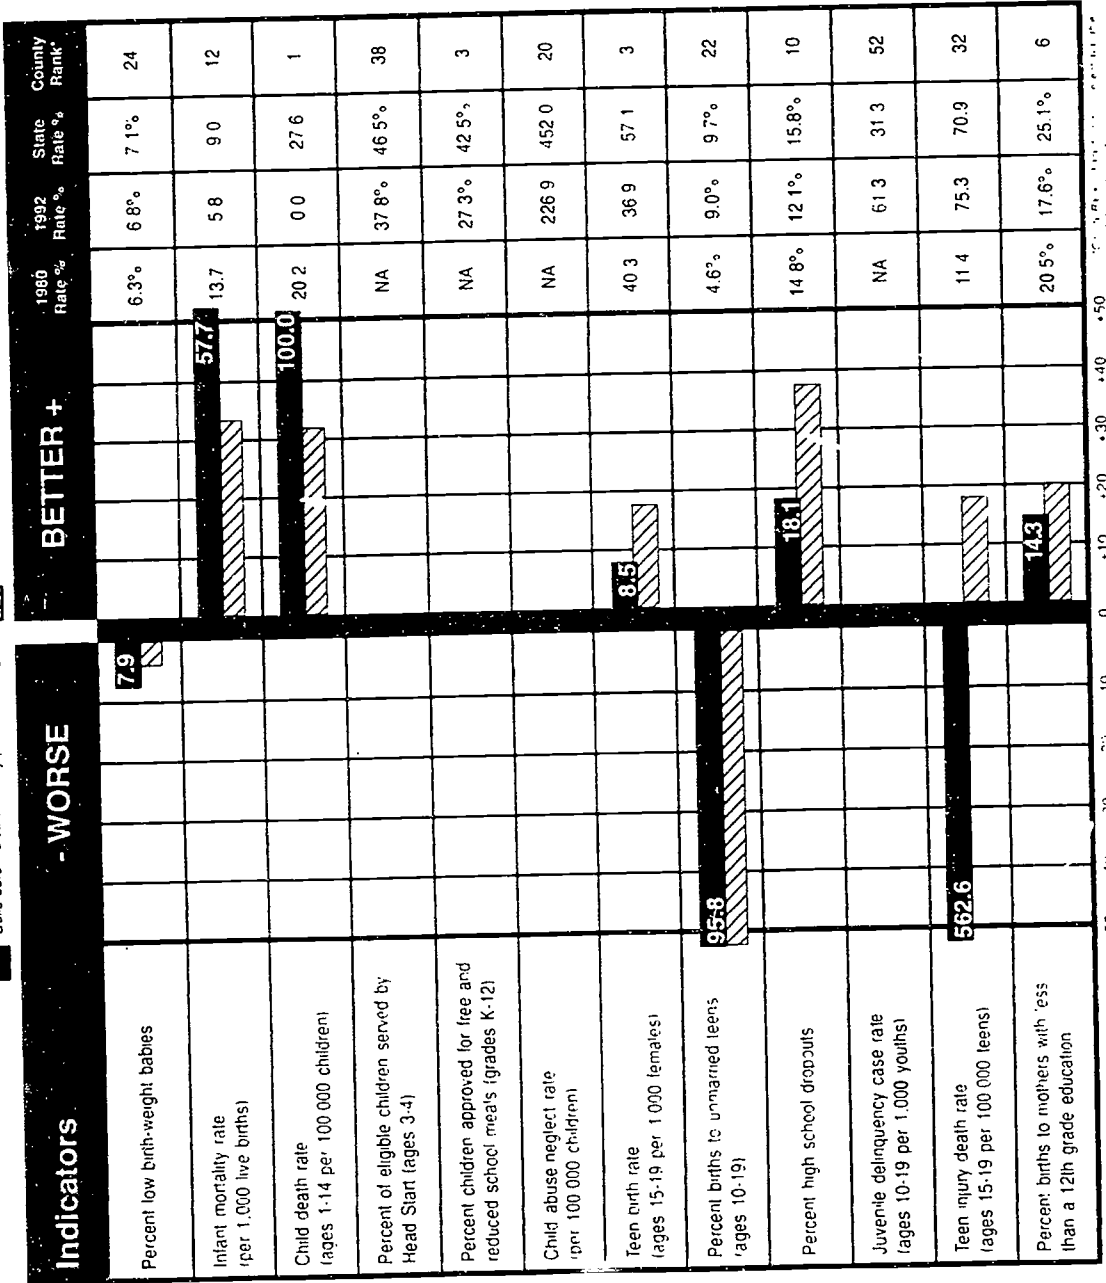 Indicators
- WORSE
BETTER +
1980 Rate %
1992 Rate %
State Rate %
County Rank*
Percent low birth-weight babies
7.9
6.3%
6 8%
7 1%
24
Infant mortality rate
(per 1,000 live births)
57.7
13.7
5 8
9 0
12
Child death rate
(ages 1-14 per 100 000 children)
100.0
20 2
0 0
27 6
1
Percent of eligible children served by
Head Start (ages 3-4)
NA
37 8%
46 5%
38
Percent children approved for free and
reduced school meals (grades K-12)
NA
27 3%
42 5%
3
Child abuse neglect rate
(per 100 000 children)
NA
226 9
452 0
20
Teen birth rate
(ages 15-19 per 1 000 females)
8.5
40 3
36 9
57 1
3
Percent births to unmarried teens
(ages 10-19)
95.8
4.6%
9.0%
9 7%
22
Percent high school dropouts
18.1
14 8%
12 1%
15.8%
10
Juvenile delinquency case rate
(ages 10-19 per 1.000 youths)
NA
61 3
31 3
52
Teen injury death rate
(ages 15-19 per 100 000 teens)
562.6
11 4
75.3
70.9
32
Percent births to mothers with less
than a 12th grade education
14.3
20 5%
17.6%
25.1%
6
0 +10 +20 +30 +40 +50